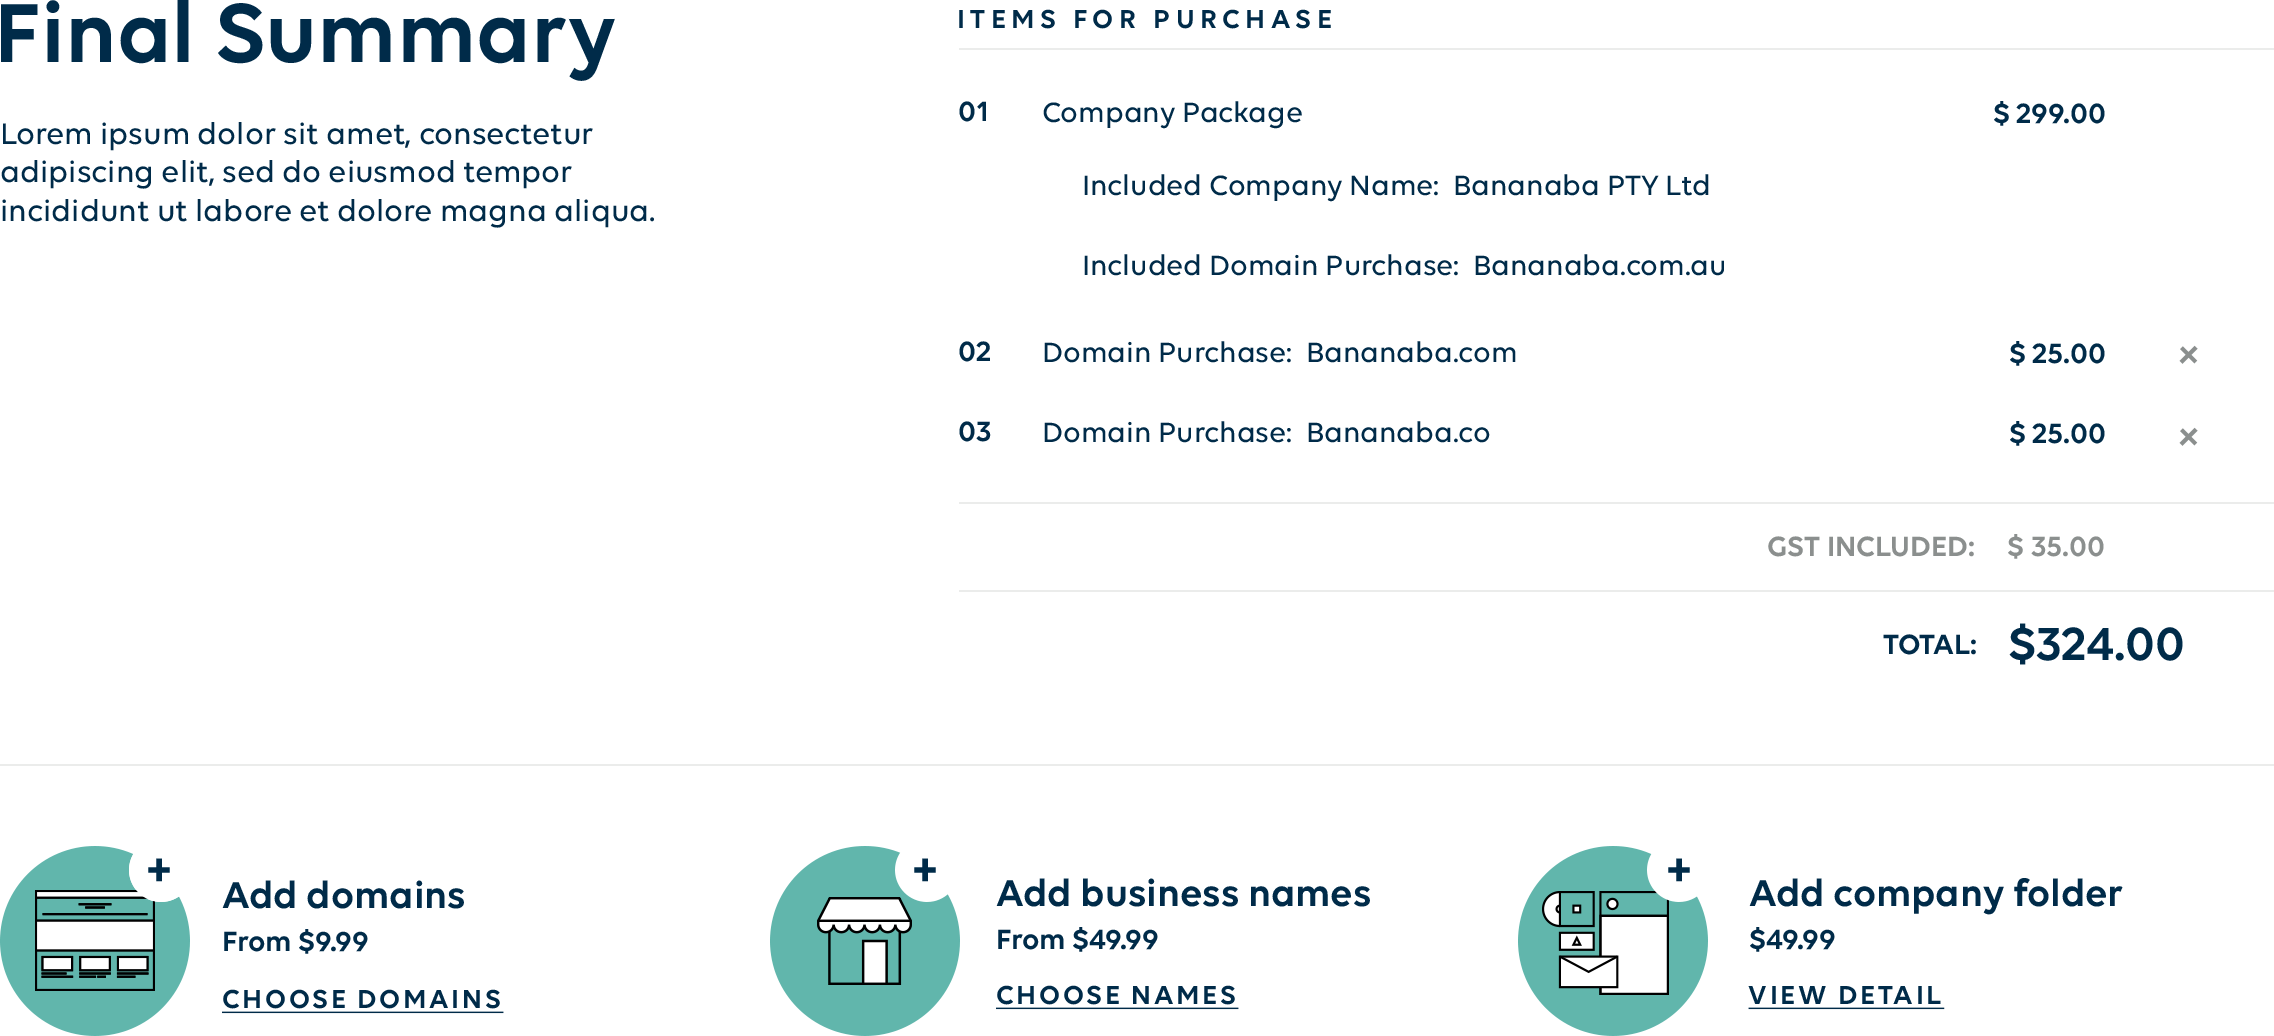 Final Summary
Lorem ipsum dolor sit amet, consectetur
adipiscing elit, sed do eiusmod tempor
incididunt ut labore et dolore magna aliqua.
ITEMS FOR PURCHASE
01 Company Package $ 299.00
Included Company Name: Bananaba PTY Ltd
Included Domain Purchase: Bananaba.com.au
02 Domain Purchase: Bananaba.com $ 25.00 ×
03 Domain Purchase: Bananaba.co $ 25.00 ×
GST INCLUDED: $ 35.00
TOTAL: $324.00
+
Add domains
From $9.99
CHOOSE DOMAINS
+
Add business names
From $49.99
CHOOSE NAMES
+
Add company folder
$49.99
VIEW DETAIL